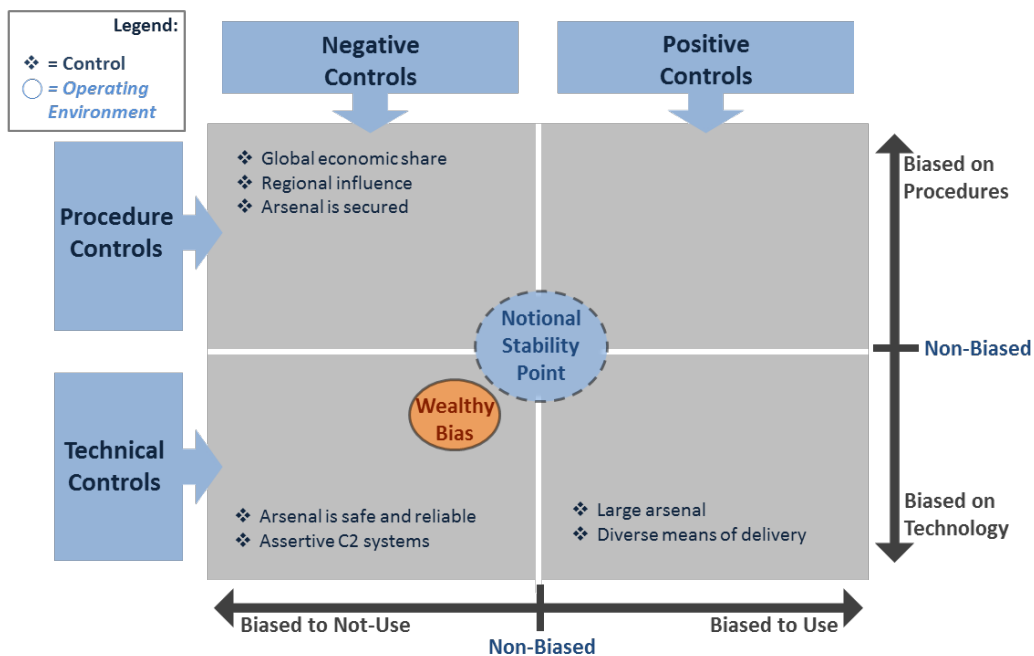 Legend:
❖ = Control
= Operating
Environment
Negative
Controls
Positive
Controls
Procedure
Controls
❖ Global economic share
❖ Regional influence
❖ Arsenal is secured
Biased on
Procedures
Notional
Stability
Point
Non-Biased
Wealthy
Bias
Technical
Controls
❖ Arsenal is safe and reliable
❖ Assertive C2 systems
❖ Large arsenal
❖ Diverse means of delivery
Biased on
Technology
Biased to Not-Use
Non-Biased
Biased to Use